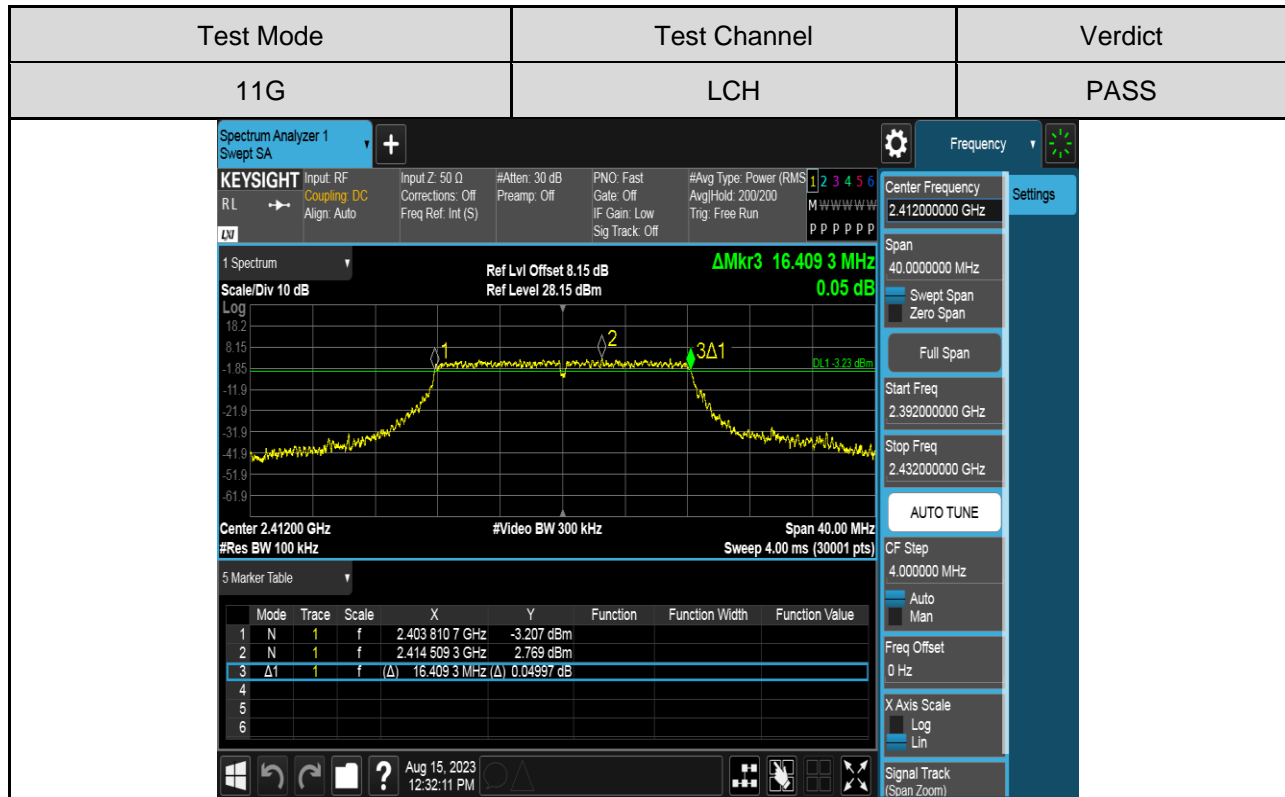 Test Mode Test Channel Verdict
11G LCH PASS
Spectrum Analyzer 1
Swept SA
+
Frequency
KEYSIGHT Input: RF Input Z: 50 Ω #Atten: 30 dB PNO: Fast #Avg Type: Power (RMS 1 2 3 4 5 6
RL Coupling: DC Corrections: Off Preamp: Off Gate: Off Avg|Hold: 200/200 M W W W W W
Align: Auto Freq Ref: Int (S) IF Gain: Low Trig: Free Run
LXI Sig Track: Off P P P P P P
Center Frequency
2.412000000 GHz
Settings
1 Spectrum
Scale/Div 10 dB
Ref Lvl Offset 8.15 dB
Ref Level 28.15 dBm
ΔMkr3 16.409 3 MHz
0.05 dB
Log
18.2
8.15
-1.85
-11.9
-21.9
-31.9
-41.9
-51.9
-61.9
1
2
3Δ1
DL1 -3.23 dBm
Center 2.41200 GHz #Video BW 300 kHz Span 40.00 MHz
#Res BW 100 kHz Sweep 4.00 ms (30001 pts)
Span
40.0000000 MHz
Swept Span
Zero Span
Full Span
Start Freq
2.392000000 GHz
Stop Freq
2.432000000 GHz
AUTO TUNE
CF Step
4.000000 MHz
Auto
Man
Freq Offset
0 Hz
X Axis Scale
Log
Lin
Signal Track
(Span Zoom)
5 Marker Table
Mode Trace Scale X Y Function Function Width Function Value
1 N 1 f 2.403 810 7 GHz -3.207 dBm
2 N 1 f 2.414 509 3 GHz 2.769 dBm
3 Δ1 1 f (Δ) 16.409 3 MHz (Δ) 0.04997 dB
4
5
6
? Aug 15, 2023
12:32:11 PM